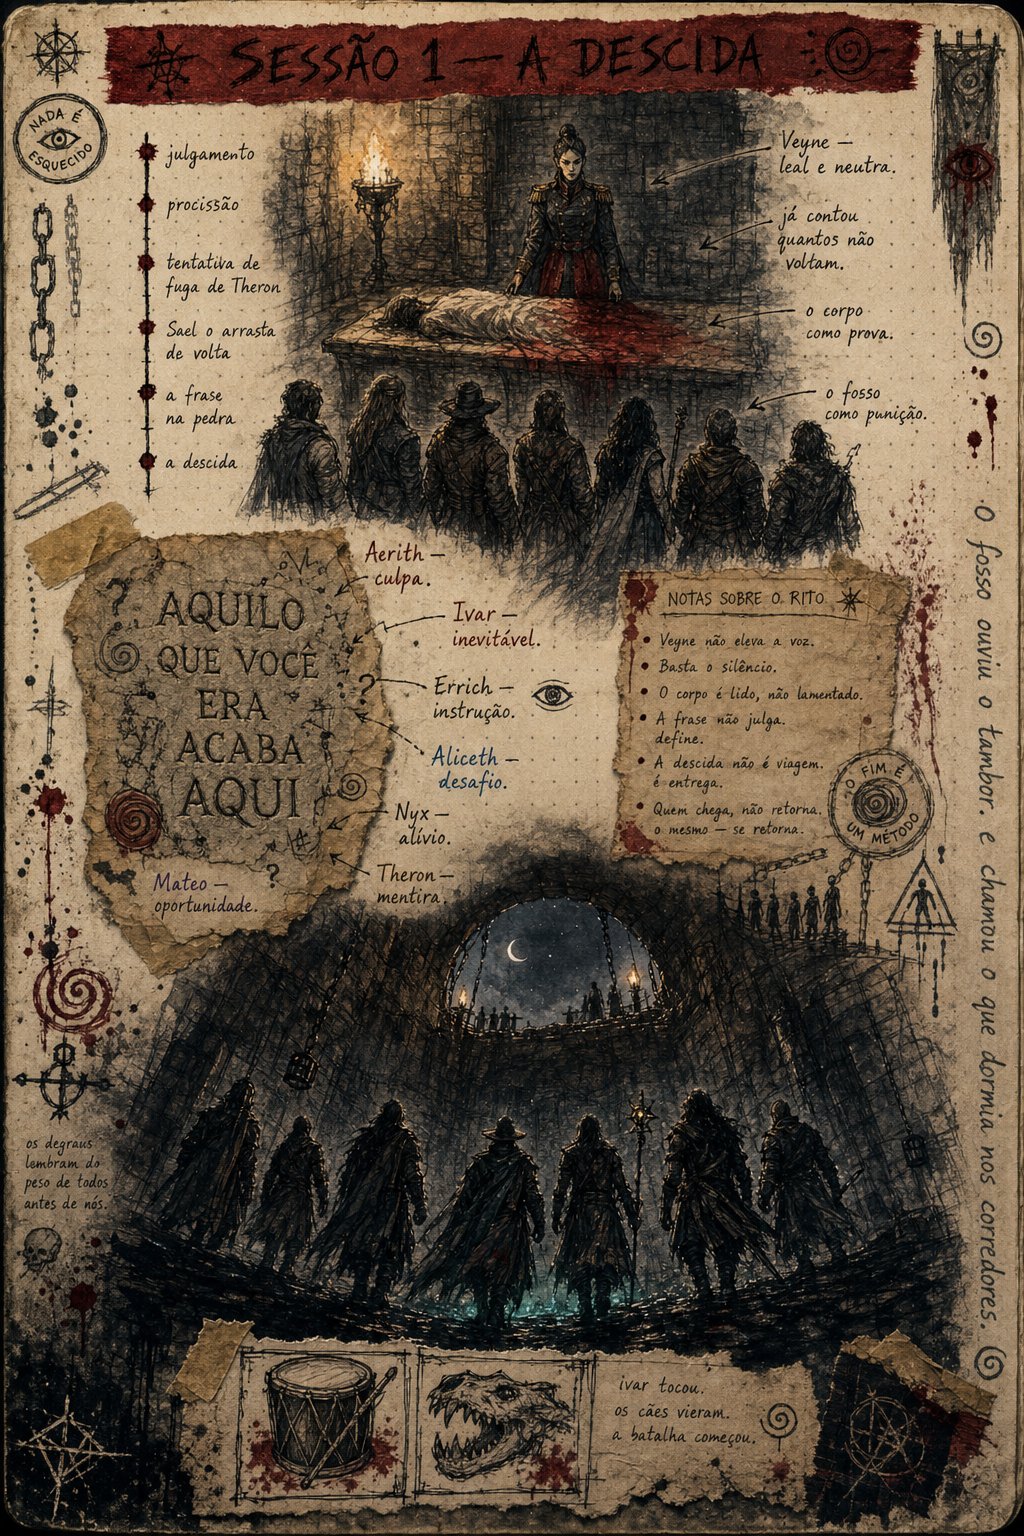 SESSÃO 1 — A DESCIDA
NADA É
ESQUECIDO
julgamento
procissão
tentativa de
fuga de Theron
Sael o arrasta
de volta
a frase
na pedra
a descida
Veyne —
leal e neutra.
já contou
quantos não
voltam.
o corpo
como prova.
o fosso
como punição.
AQUILO
QUE VOCÊ
ERA
ACABA
AQUI
Aerith —
culpa.
Ivar —
inevitável.
Errich —
instrução.
Aliceth —
desafio.
Nyx —
alívio.
Theron —
mentira.
Mateo —
oportunidade.
NOTAS SOBRE O RITO
Veyne não eleva a voz.
Basta o silêncio.
O corpo é lido, não lamentado.
A frase não julga.
define.
A descida não é viagem.
é entrega.
Quem chega, não retorna.
o mesmo — se retorna.
O FIM É
UM MÉTODO
O fosso ouviu o tambor. e chamou o que dormia nos corredores.
os degraus
lembram do
peso de todos
antes de nós.
ivar tocou.
os cães vieram.
a batalha começou.